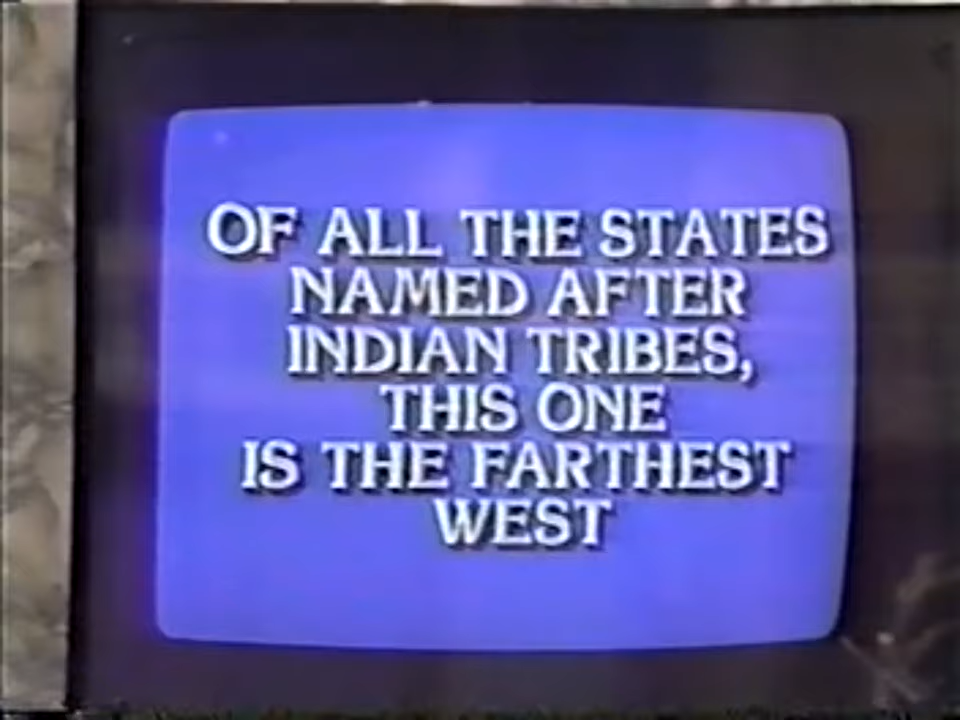 OF ALL THE STATES
NAMED AFTER
INDIAN TRIBES,
THIS ONE
IS THE FARTHEST
WEST